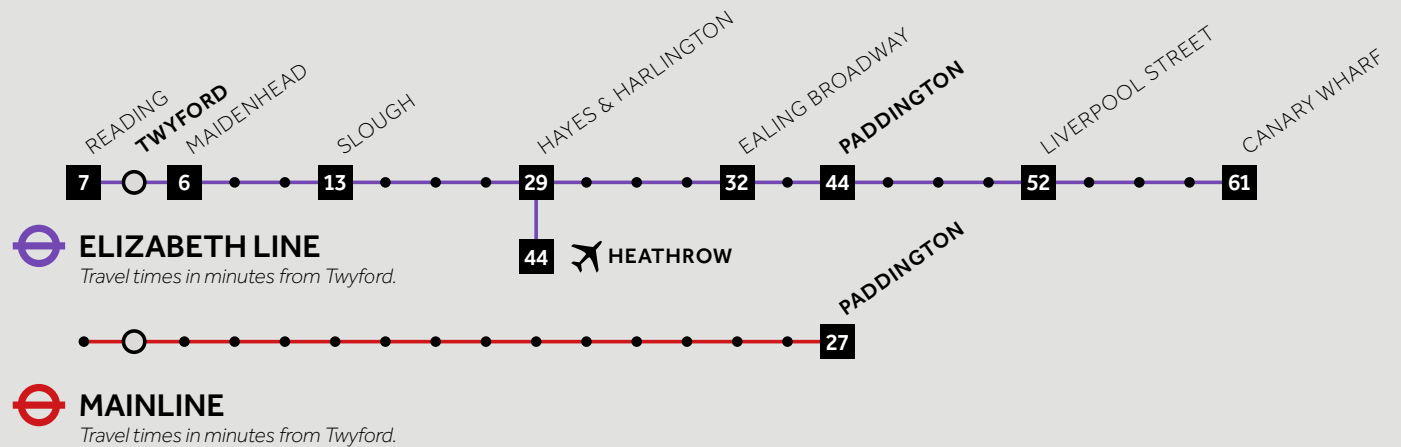 READING
TWYFORD
MAIDENHEAD
SLOUGH
HAYES & HARLINGTON
EALING BROADWAY
PADDINGTON
LIVERPOOL STREET
CANARY WHARF
7 6 13 29 32 44 52 61
44 HEATHROW
ELIZABETH LINE
Travel times in minutes from Twyford.
PADDINGTON
27
MAINLINE
Travel times in minutes from Twyford.